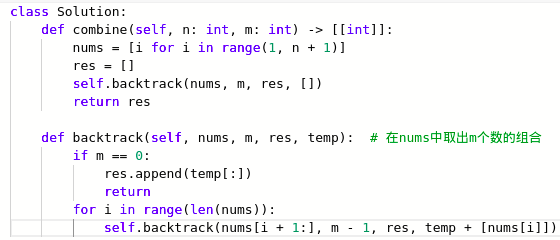 class Solution:
    def combine(self, n: int, m: int) -> [[int]]:
        nums = [i for i in range(1, n + 1)]
        res = []
        self.backtrack(nums, m, res, [])
        return res

    def backtrack(self, nums, m, res, temp):  # 在nums中取出m个数的组合
        if m == 0:
            res.append(temp[:])
            return
        for i in range(len(nums)):
            self.backtrack(nums[i + 1:], m - 1, res, temp + [nums[i]])